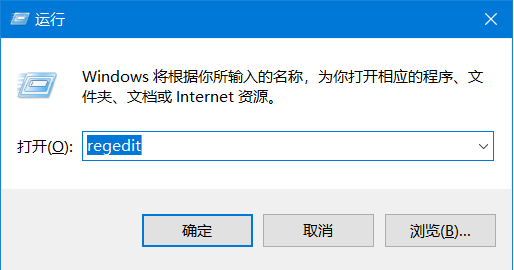 运行
Windows 将根据你所输入的名称，为你打开相应的程序、文
件夹、文档或 Internet 资源。
打开(O): regedit
确定 取消 浏览(B)...